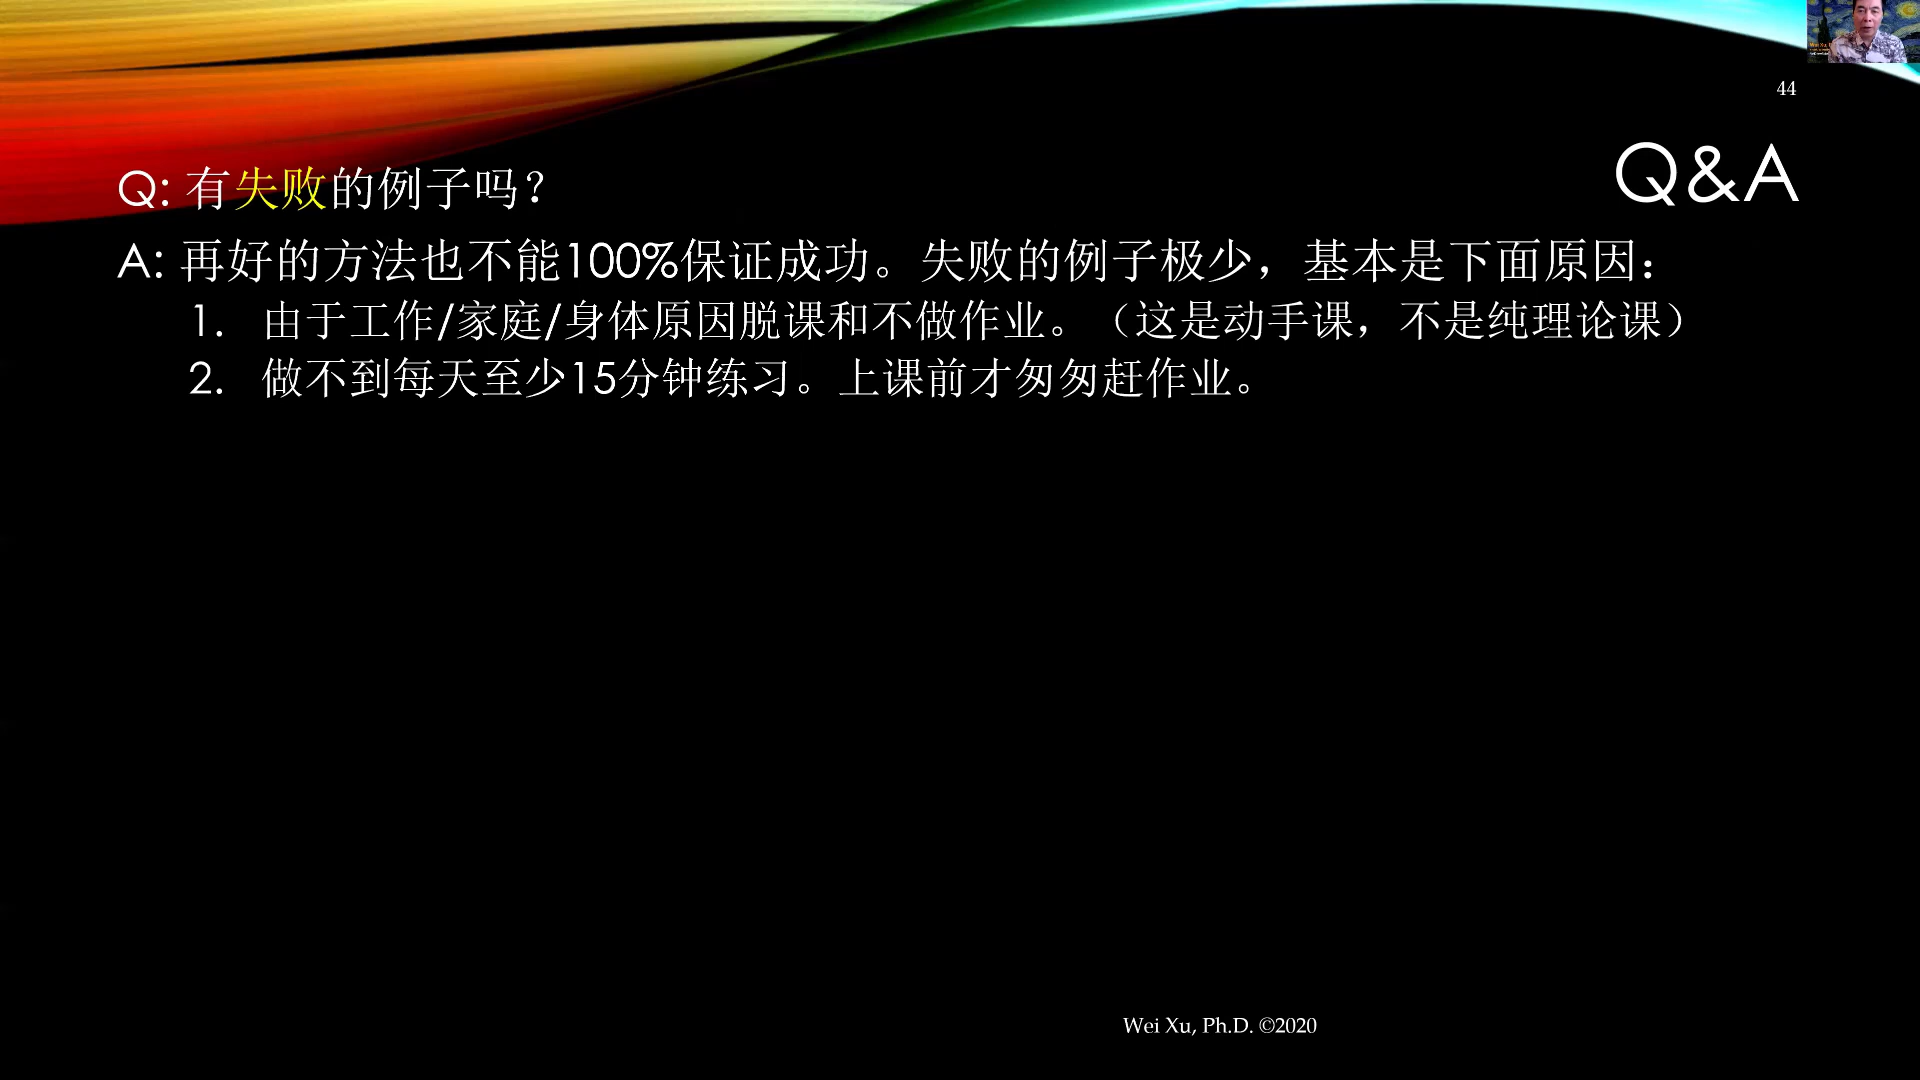 44
Q&A
Q: 有失败的例子吗？
A: 再好的方法也不能100%保证成功。失败的例子极少，基本是下面原因：
1. 由于工作/家庭/身体原因脱课和不做作业。（这是动手课，不是纯理论课）
2. 做不到每天至少15分钟练习。上课前才匆匆赶作业。
Wei Xu, Ph.D. ©2020